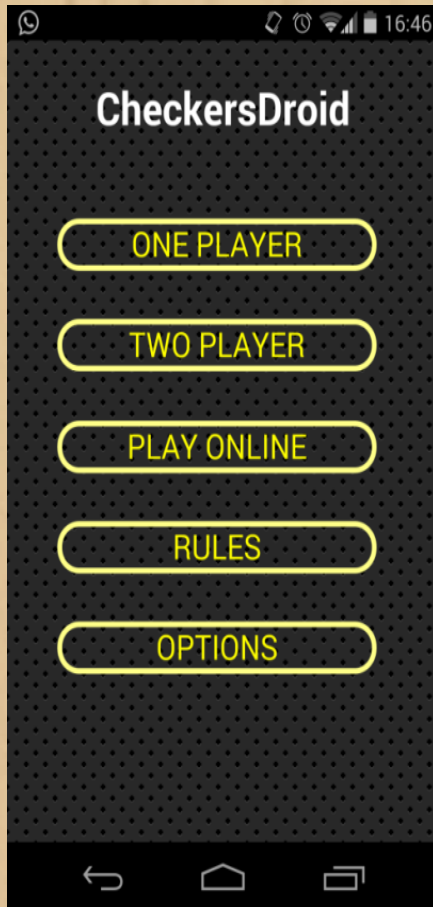 16:46
CheckersDroid
ONE PLAYER
TWO PLAYER
PLAY ONLINE
RULES
OPTIONS